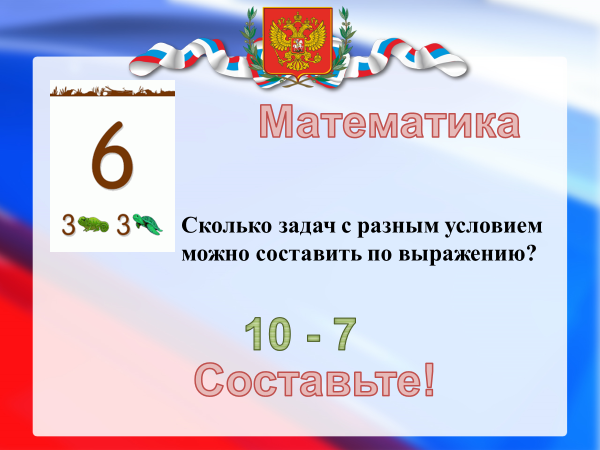 Математика
6
3 3
Сколько задач с разным условием
можно составить по выражению?
10 - 7
Составьте!